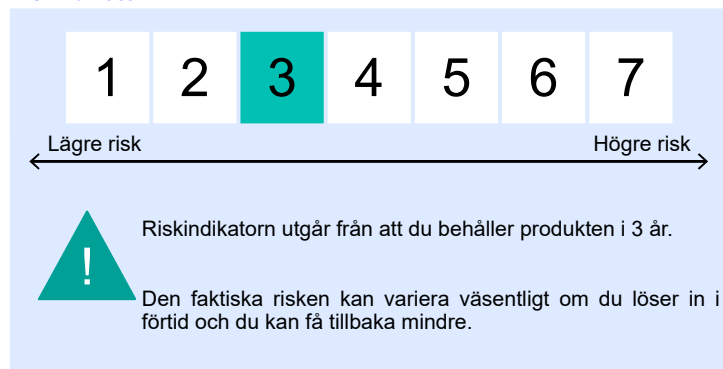 1 2 3 4 5 6 7
Lägre risk Högre risk
!
Riskindikatorn utgår från att du behåller produkten i 3 år.
Den faktiska risken kan variera väsentligt om du löser in i
förtid och du kan få tillbaka mindre.